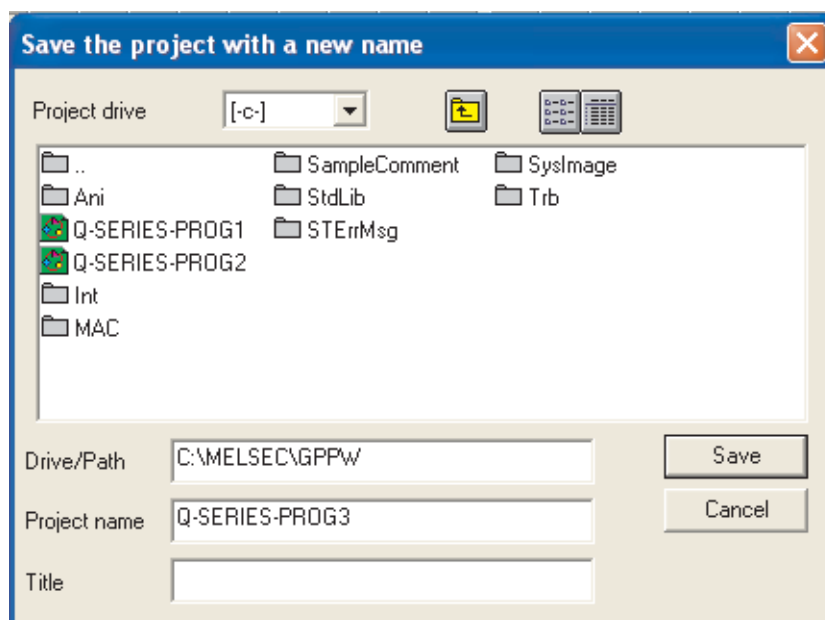 Save the project with a new name
Project drive [-c-]
.. SampleComment SysImage
Ani StdLib Trb
Q-SERIES-PROG1 STErrMsg
Q-SERIES-PROG2
Int
MAC
Drive/Path C:\MELSEC\GPPW Save
Project name Q-SERIES-PROG3 Cancel
Title